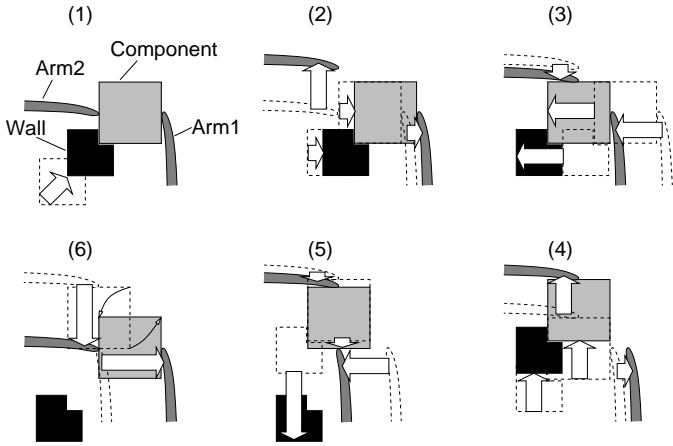 (1)
(2)
(3)
Component
Arm2
Arm1
Wall
(6)
(5)
(4)